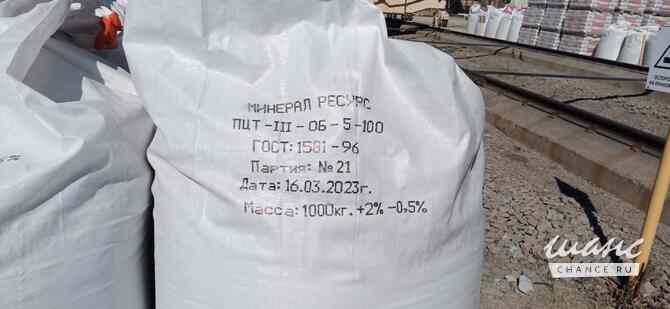 МИНЕРАЛ РЕСУРС
ПЦТ-III-ОБ-5-100
ГОСТ: 1581-96
Партия: №21
Дата: 16.03.2023г.
Масса: 1000кг. +2% -0,5%
шанс
CHANCE.RU